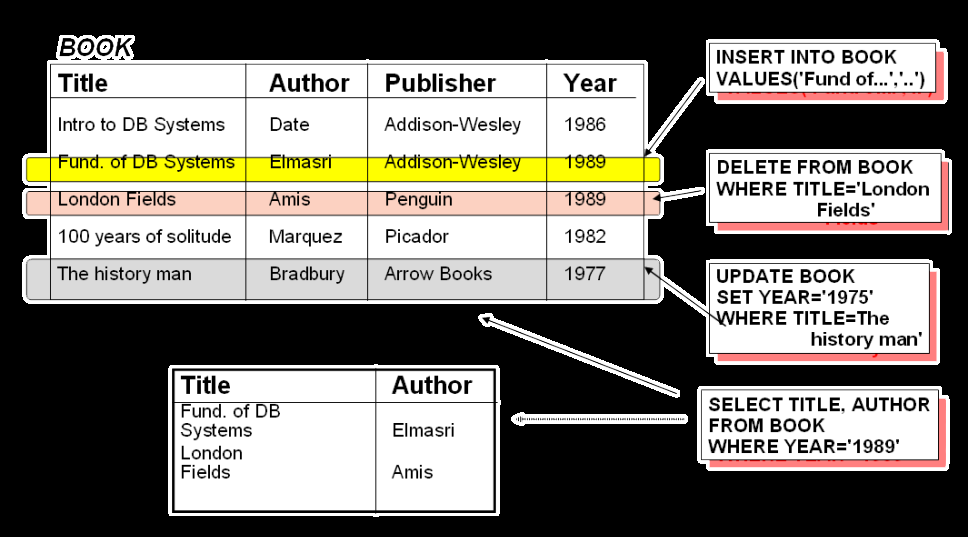 BOOK
Title Author Publisher Year
Intro to DB Systems Date Addison-Wesley 1986
Fund. of DB Systems Elmasri Addison-Wesley 1989
London Fields Amis Penguin 1989
100 years of solitude Marquez Picador 1982
The history man Bradbury Arrow Books 1977
INSERT INTO BOOK
VALUES('Fund of...','..')
DELETE FROM BOOK
WHERE TITLE='London
Fields'
UPDATE BOOK
SET YEAR='1975'
WHERE TITLE=The
history man'
SELECT TITLE, AUTHOR
FROM BOOK
WHERE YEAR='1989'
Title Author
Fund. of DB
Systems Elmasri
London
Fields Amis